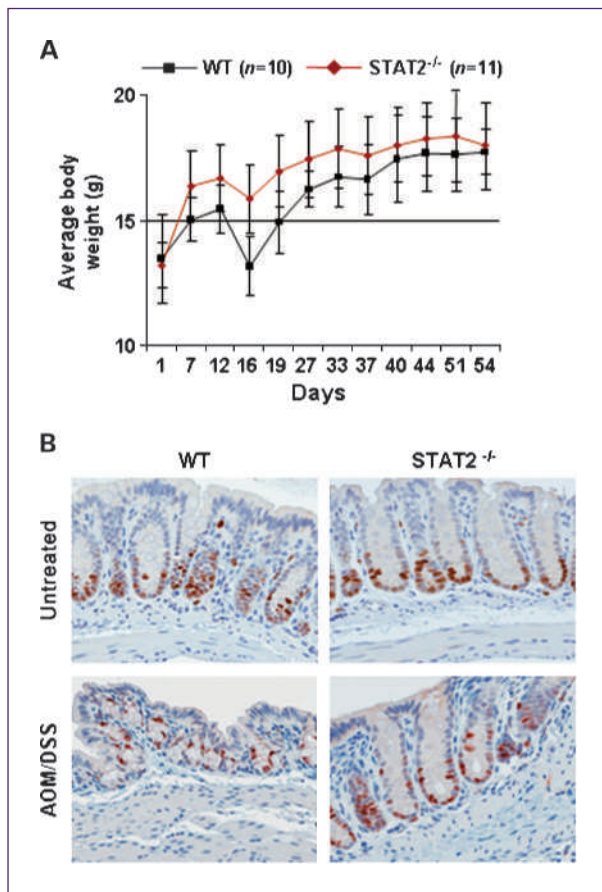 A
WT (n=10) STAT2-/- (n=11)
20
15
10
Average body
weight (g)
1 7 12 16 19 27 33 37 40 44 51 54
Days
B
WT STAT2 -/-
Untreated
AOM/DSS